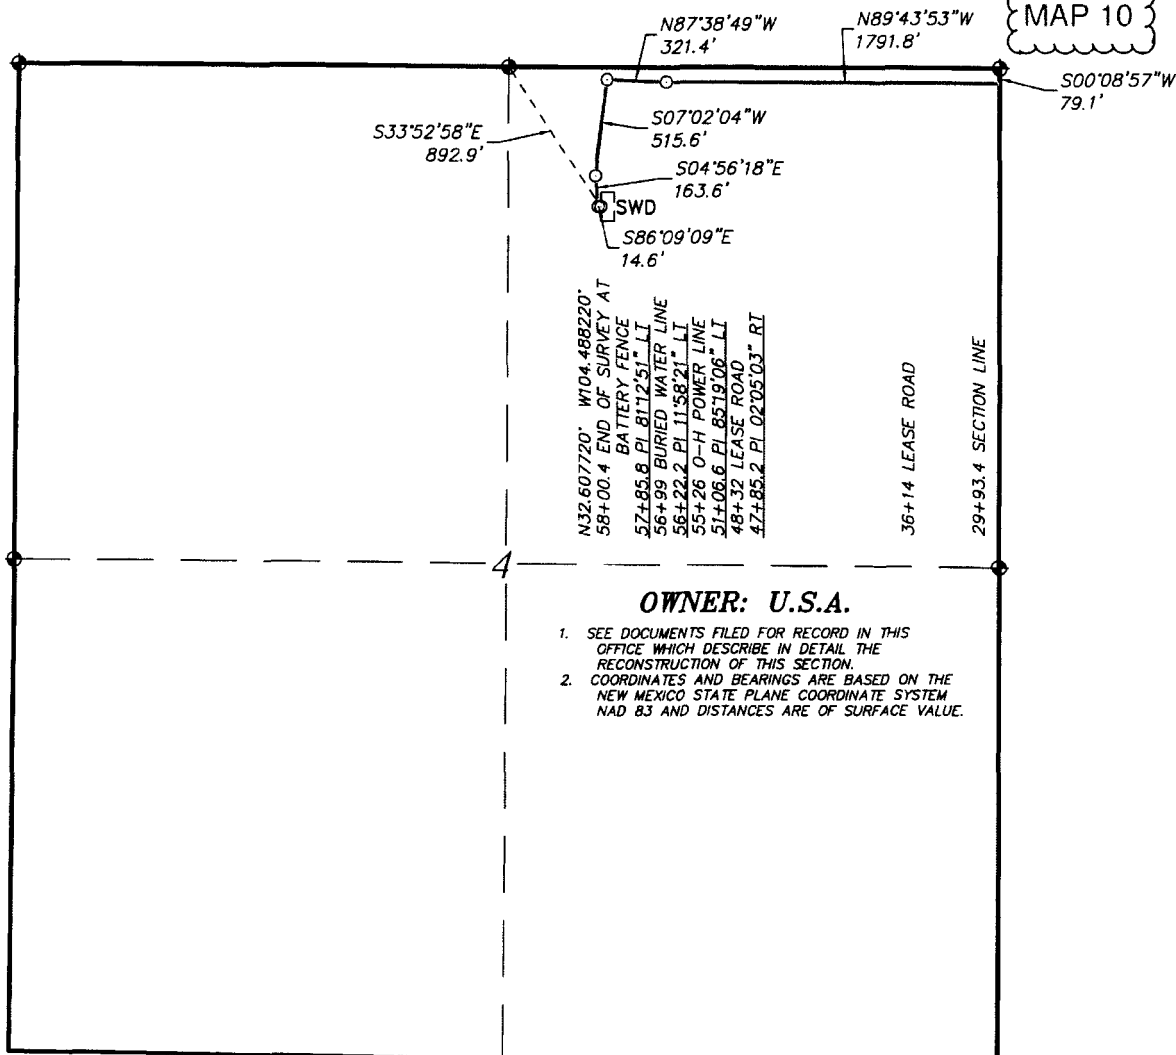 MAP 10
N87°38'49"W
321.4'
N89°43'53"W
1791.8'
S00°08'57"W
79.1'
S33°52'58"E
892.9'
S07°02'04"W
515.6'
S04°56'18"E
163.6'
SWD
S86°09'09"E
14.6'
N32.607720° W104.488220°
58+00.4 END OF SURVEY AT
BATTERY FENCE
57+85.8 PI 81°12'51" LT
56+99 BURIED WATER LINE
56+22.2 PI 11°58'21" LT
55+26 O-H POWER LINE
51+06.6 PI 85°19'06" LT
48+32 LEASE ROAD
47+85.2 PI 02°05'03" RT
36+14 LEASE ROAD
29+93.4 SECTION LINE
4
OWNER: U.S.A.
1. SEE DOCUMENTS FILED FOR RECORD IN THIS
OFFICE WHICH DESCRIBE IN DETAIL THE
RECONSTRUCTION OF THIS SECTION.
2. COORDINATES AND BEARINGS ARE BASED ON THE
NEW MEXICO STATE PLANE COORDINATE SYSTEM
NAD 83 AND DISTANCES ARE OF SURFACE VALUE.